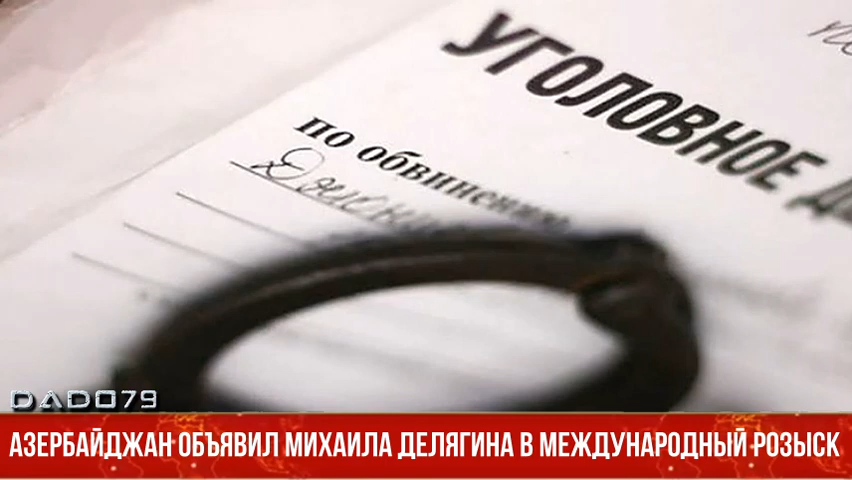 УГОЛОВНОЕ
по обвинению
DADO79
АЗЕРБАЙДЖАН ОБЪЯВИЛ МИХАИЛА ДЕЛЯГИНА В МЕЖДУНАРОДНЫЙ РОЗЫСК